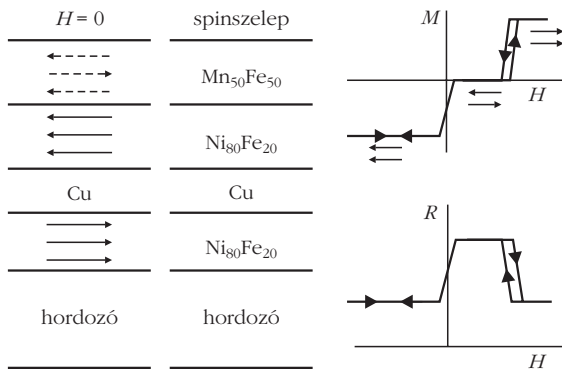 H = 0
spinszelep
Mn₅₀Fe₅₀
Ni₈₀Fe₂₀
Cu
Cu
Ni₈₀Fe₂₀
hordozó
hordozó
M
H
R
H